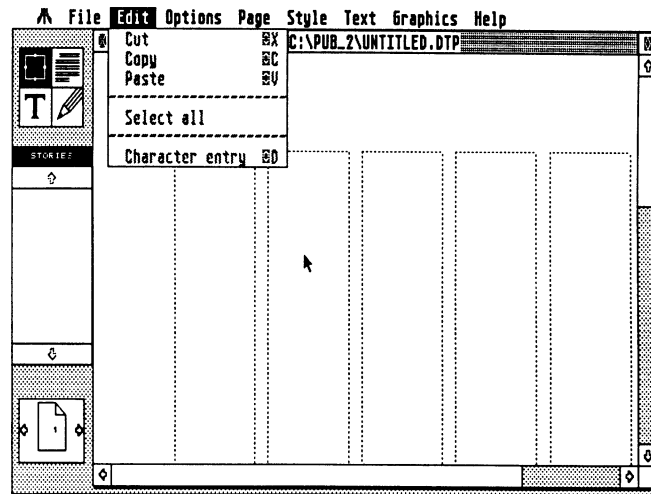 File Edit Options Page Style Text Graphics Help
C:\PUB_2\UNTITLED.DTP
Cut X
Copy C
Paste V
Select all
Character entry D
T
STORIES
1